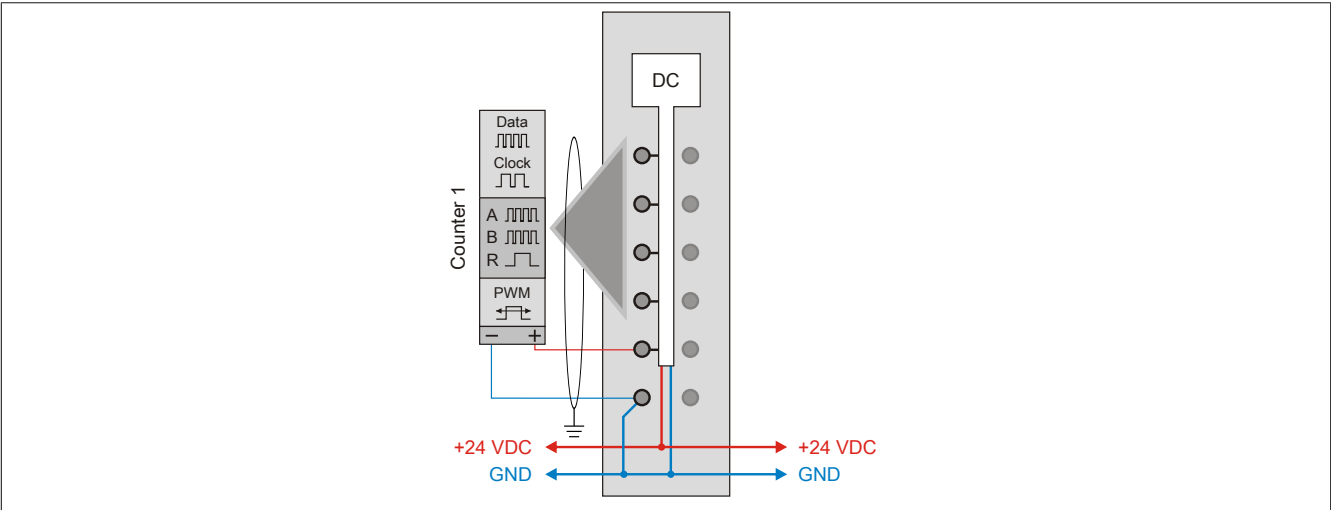 DC
Data
Clock
Counter 1
A
B
R
PWM
− +
+24 VDC +24 VDC
GND GND